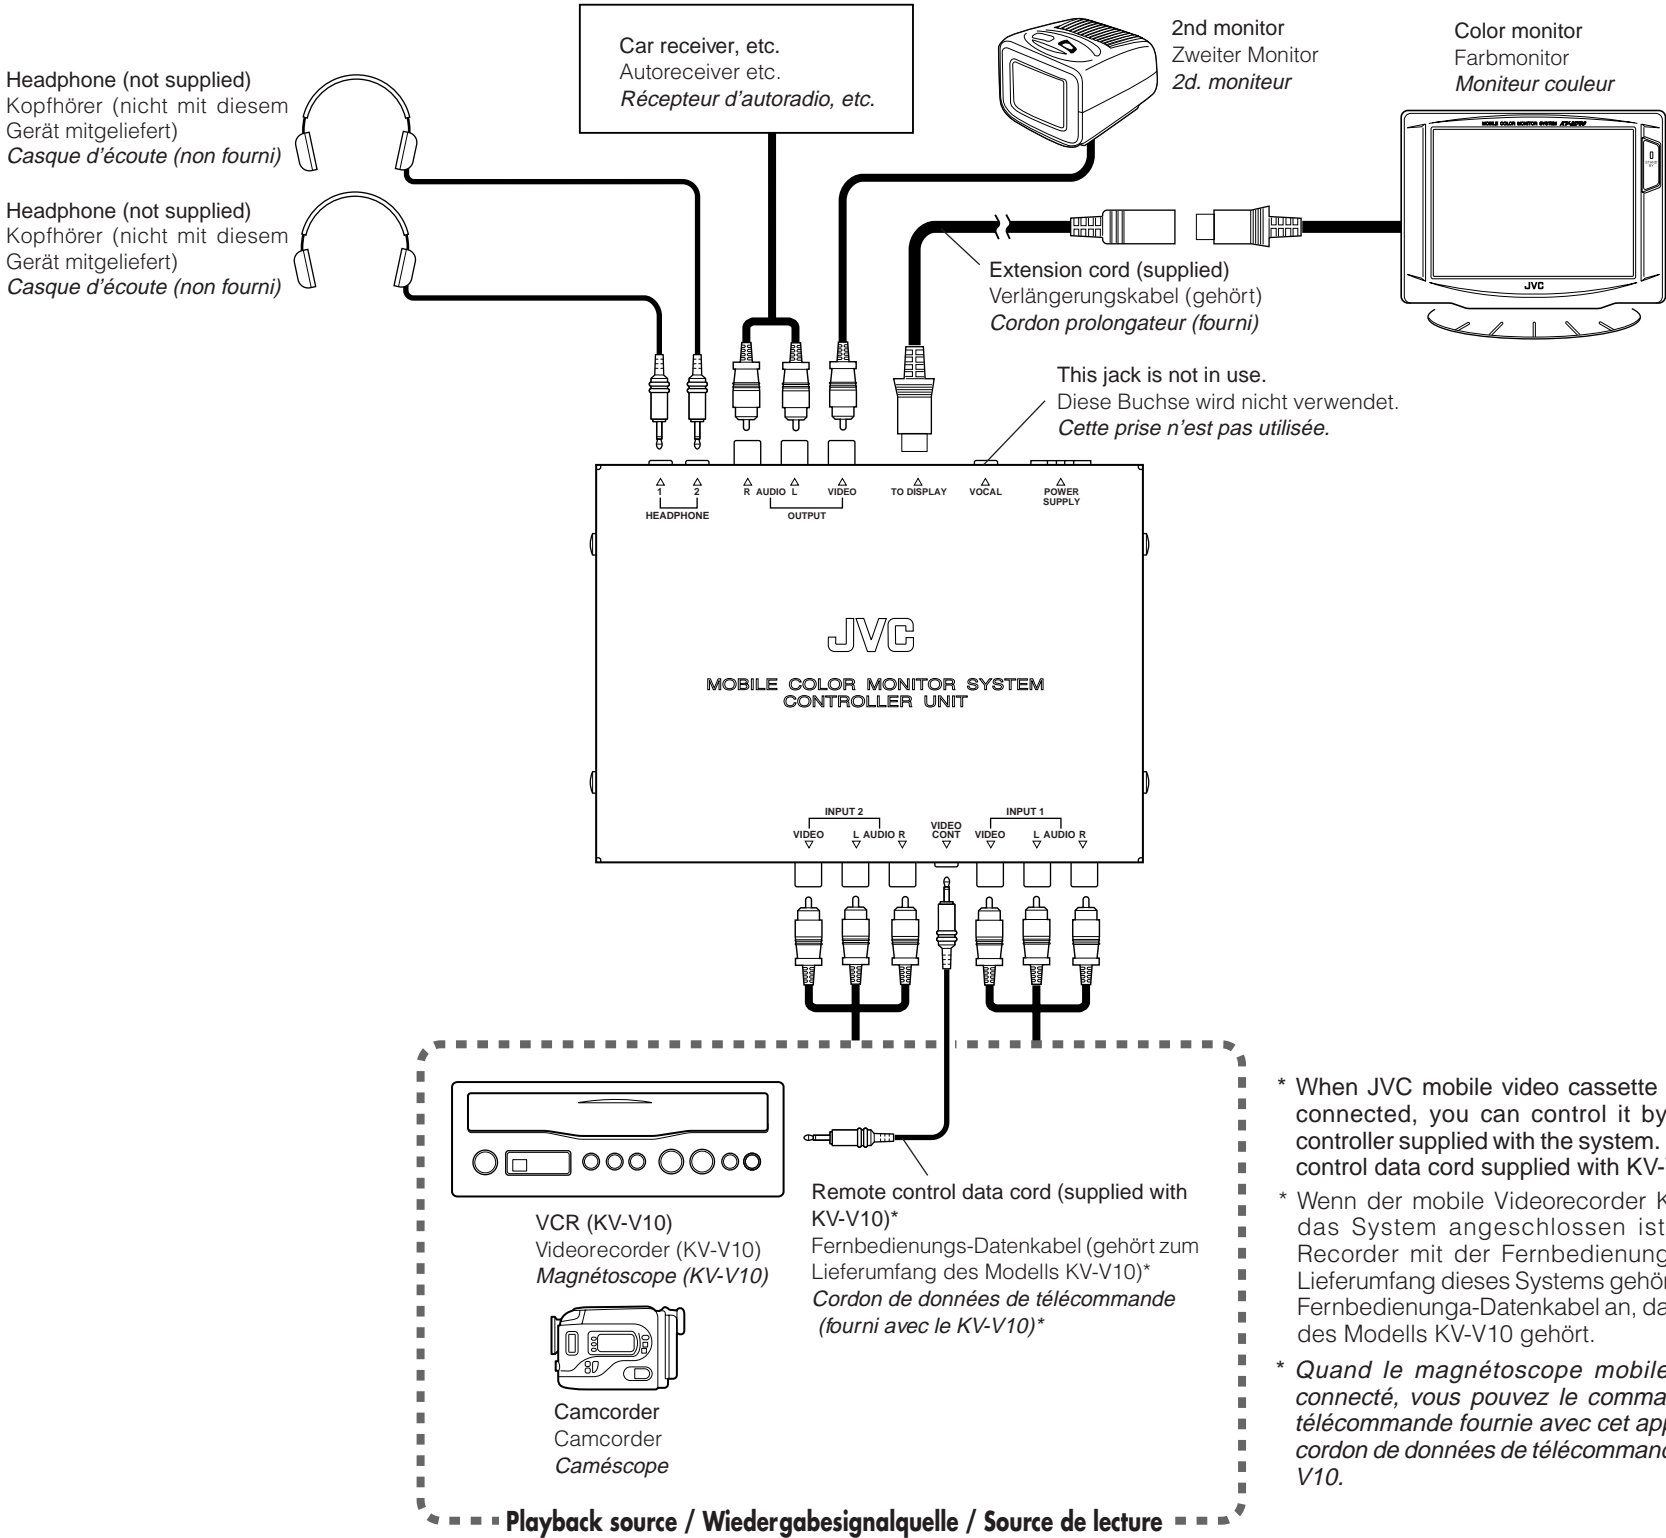 Headphone (not supplied)
Kopfhörer (nicht mit diesem
Gerät mitgeliefert)
Casque d'écoute (non fourni)
Headphone (not supplied)
Kopfhörer (nicht mit diesem
Gerät mitgeliefert)
Casque d'écoute (non fourni)
Car receiver, etc.
Autoreceiver etc.
Récepteur d'autoradio, etc.
2nd monitor
Zweiter Monitor
2d. moniteur
Color monitor
Farbmonitor
Moniteur couleur
MOBILE COLOR MONITOR SYSTEM
JVC
Extension cord (supplied)
Verlängerungskabel (gehört)
Cordon prolongateur (fourni)
This jack is not in use.
Diese Buchse wird nicht verwendet.
Cette prise n'est pas utilisée.
1 2 R AUDIO L VIDEO TO DISPLAY VOCAL POWER
SUPPLY
HEADPHONE OUTPUT
JVC
MOBILE COLOR MONITOR SYSTEM
CONTROLLER UNIT
INPUT 2 INPUT 1
VIDEO L AUDIO R VIDEO
CONT VIDEO L AUDIO R
VCR (KV-V10)
Videorecorder (KV-V10)
Magnétoscope (KV-V10)
Camcorder
Camcorder
Caméscope
Remote control data cord (supplied with
KV-V10)*
Fernbedienungs-Datenkabel (gehört zum
Lieferumfang des Modells KV-V10)*
Cordon de données de télécommande
(fourni avec le KV-V10)*
Playback source / Wiedergabesignalquelle / Source de lecture
* When JVC mobile video cassette
connected, you can control it by
controller supplied with the system.
control data cord supplied with KV-
* Wenn der mobile Videorecorder
das System angeschlossen ist
Recorder mit der Fernbedienung
Lieferumfang dieses Systems
Fernbedienunga-Datenkabel an,
des Modells KV-V10 gehört.
* Quand le magnétoscope mobile
connecté, vous pouvez le
télécommande fournie avec cet
cordon de données de
V10.